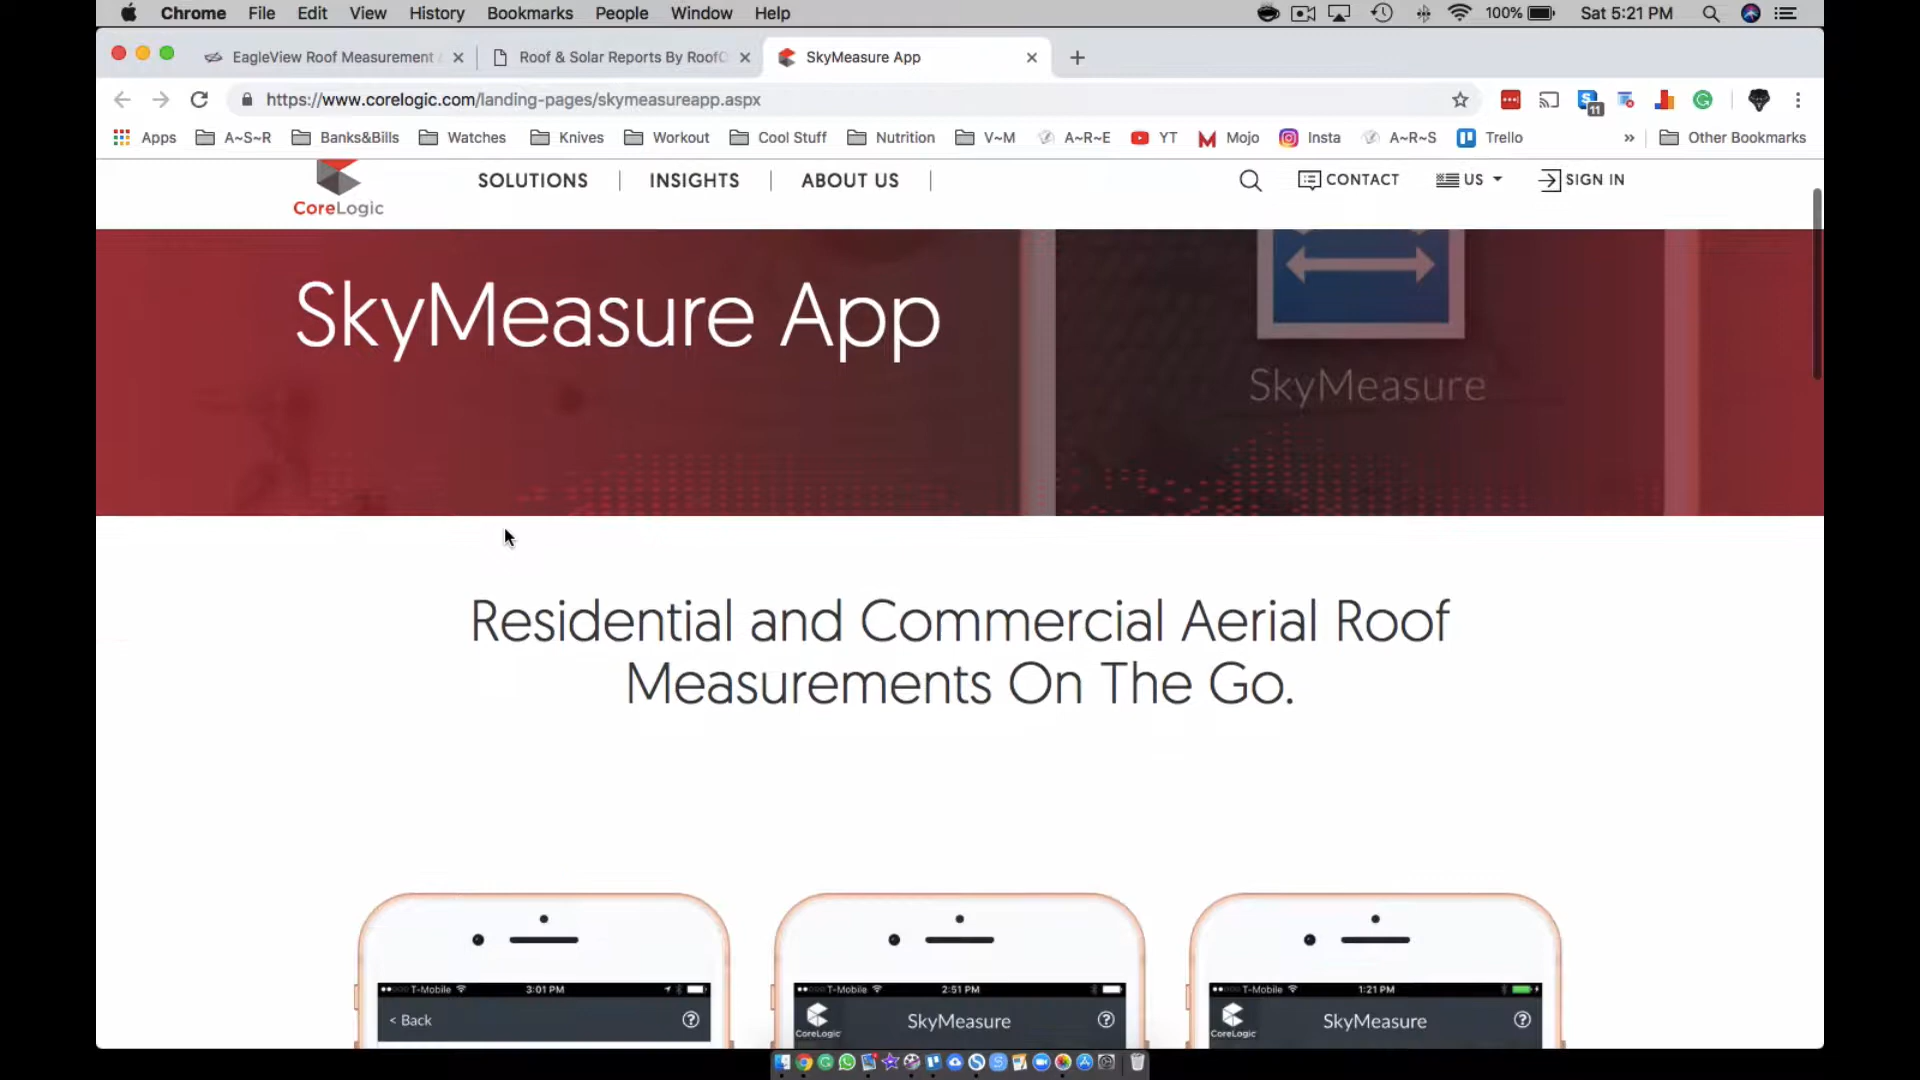 Chrome File Edit View History Bookmarks People Window Help 100% Sat 5:21 PM
EagleView Roof Measurement Roof & Solar Reports By Roof SkyMeasure App
https://www.corelogic.com/landing-pages/skymeasureapp.aspx 11
Apps A~S~R Banks&Bills Watches Knives Workout Cool Stuff Nutrition V~M A~R~E YT Mojo Insta A~R~S Trello » Other Bookmarks
CoreLogic SOLUTIONS | INSIGHTS | ABOUT US | CONTACT US SIGN IN
SkyMeasure App
SkyMeasure
Residential and Commercial Aerial Roof
Measurements On The Go.
T-Mobile 3:01 PM T-Mobile 2:51 PM T-Mobile 1:21 PM
< Back CoreLogic SkyMeasure CoreLogic SkyMeasure